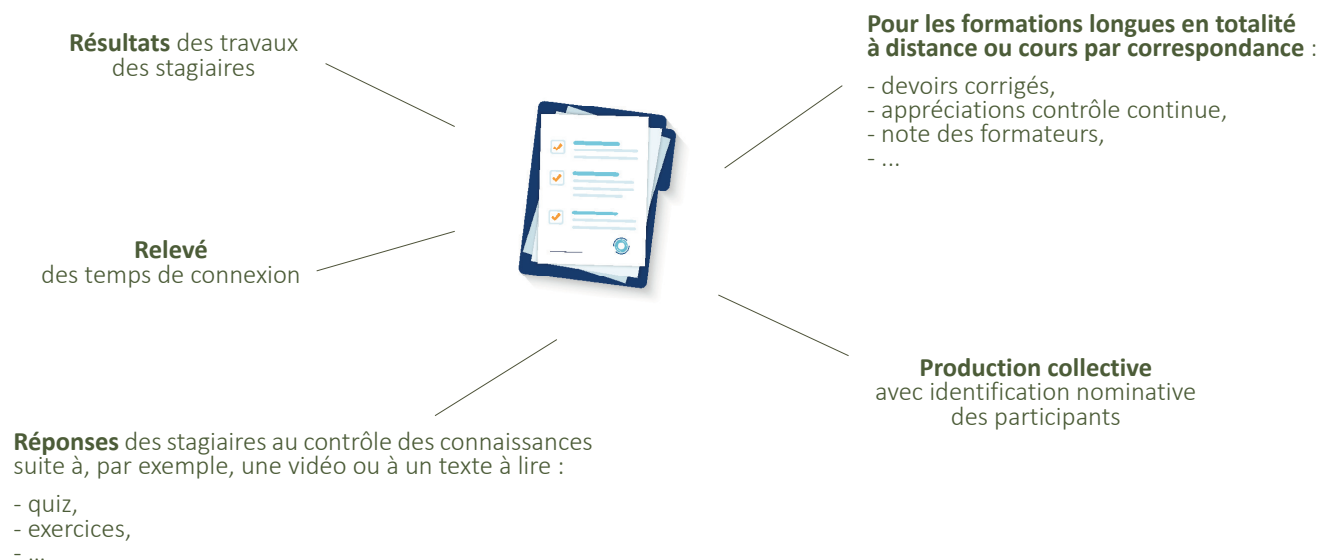 Résultats des travaux
des stagiaires
Pour les formations longues en totalité
à distance ou cours par correspondance :
- devoirs corrigés,
- appréciations contrôle continue,
- note des formateurs,
- ...
Relevé
des temps de connexion
Production collective
avec identification nominative
des participants
Réponses des stagiaires au contrôle des connaissances
suite à, par exemple, une vidéo ou à un texte à lire :
- quiz,
- exercices,
- ...